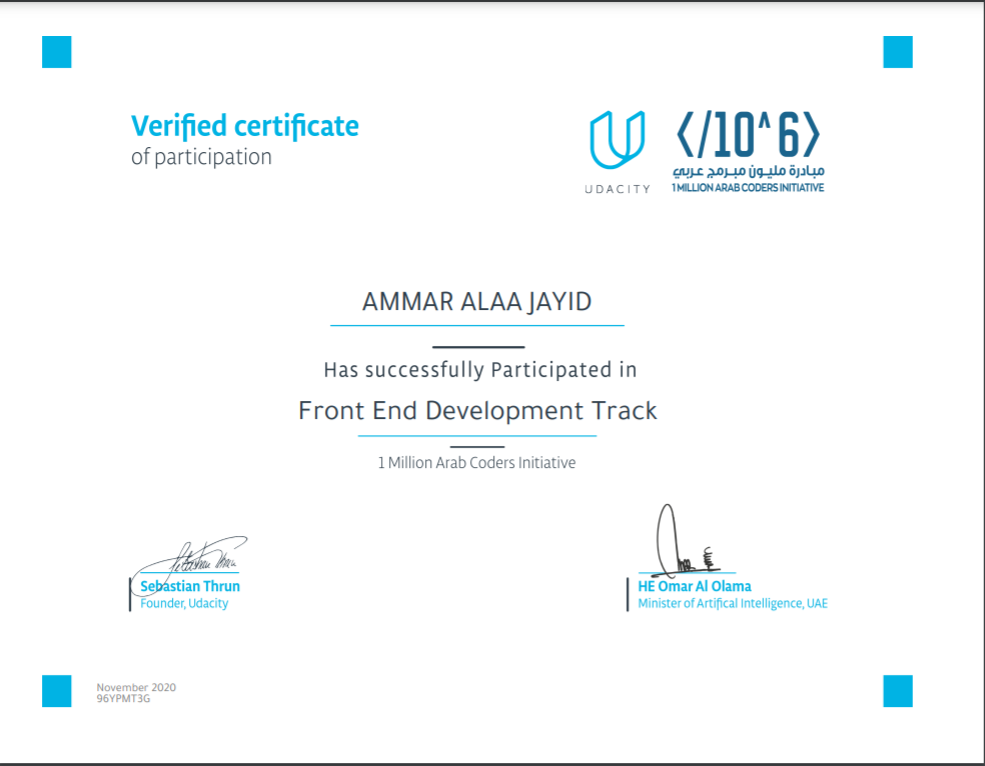 Verified certificate
of participation
UDACITY
</10^6>
مبادرة مليون مبرمج عربي
1 MILLION ARAB CODERS INITIATIVE
AMMAR ALAA JAYID
Has successfully Participated in
Front End Development Track
1 Million Arab Coders Initiative
Sebastian Thrun
Sebastian Thrun
Founder, Udacity
HE Omar Al Olama
Minister of Artifical Intelligence, UAE
November 2020
96YPMT3G